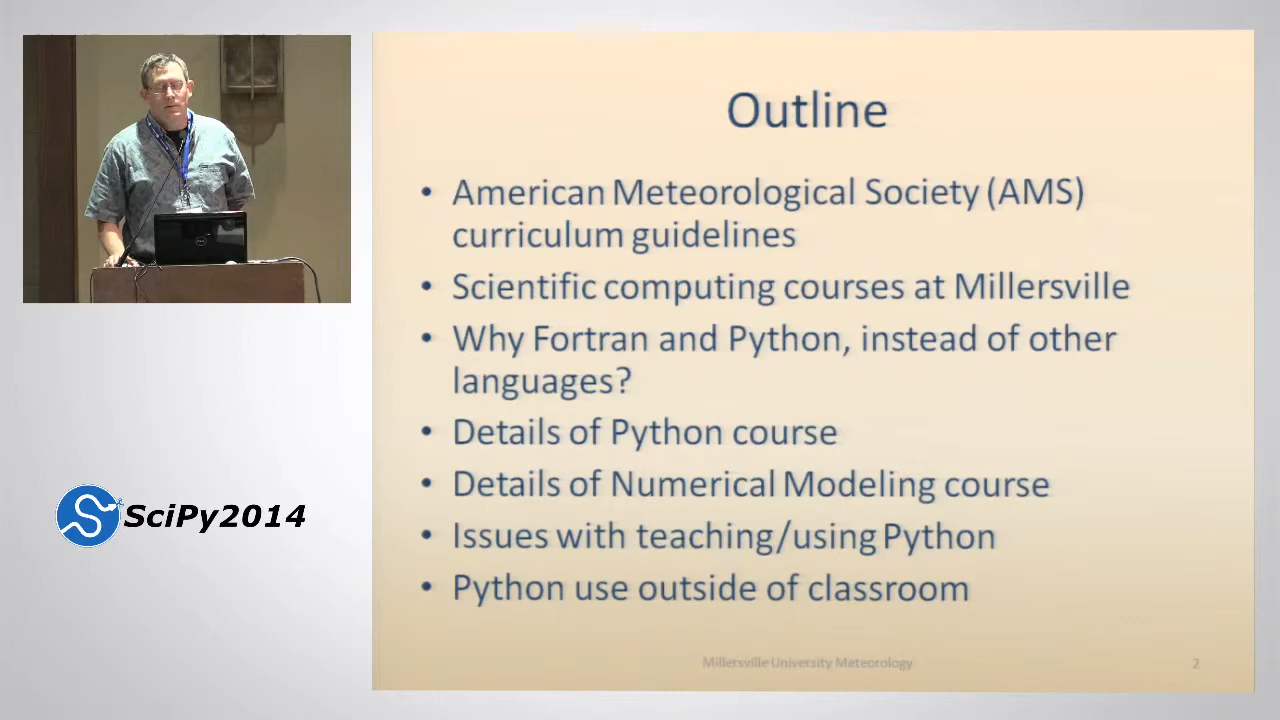 Outline
• American Meteorological Society (AMS)
curriculum guidelines
• Scientific computing courses at Millersville
• Why Fortran and Python, instead of other
languages?
• Details of Python course
• Details of Numerical Modeling course
• Issues with teaching/using Python
• Python use outside of classroom
Millersville University Meteorology
2
SciPy2014